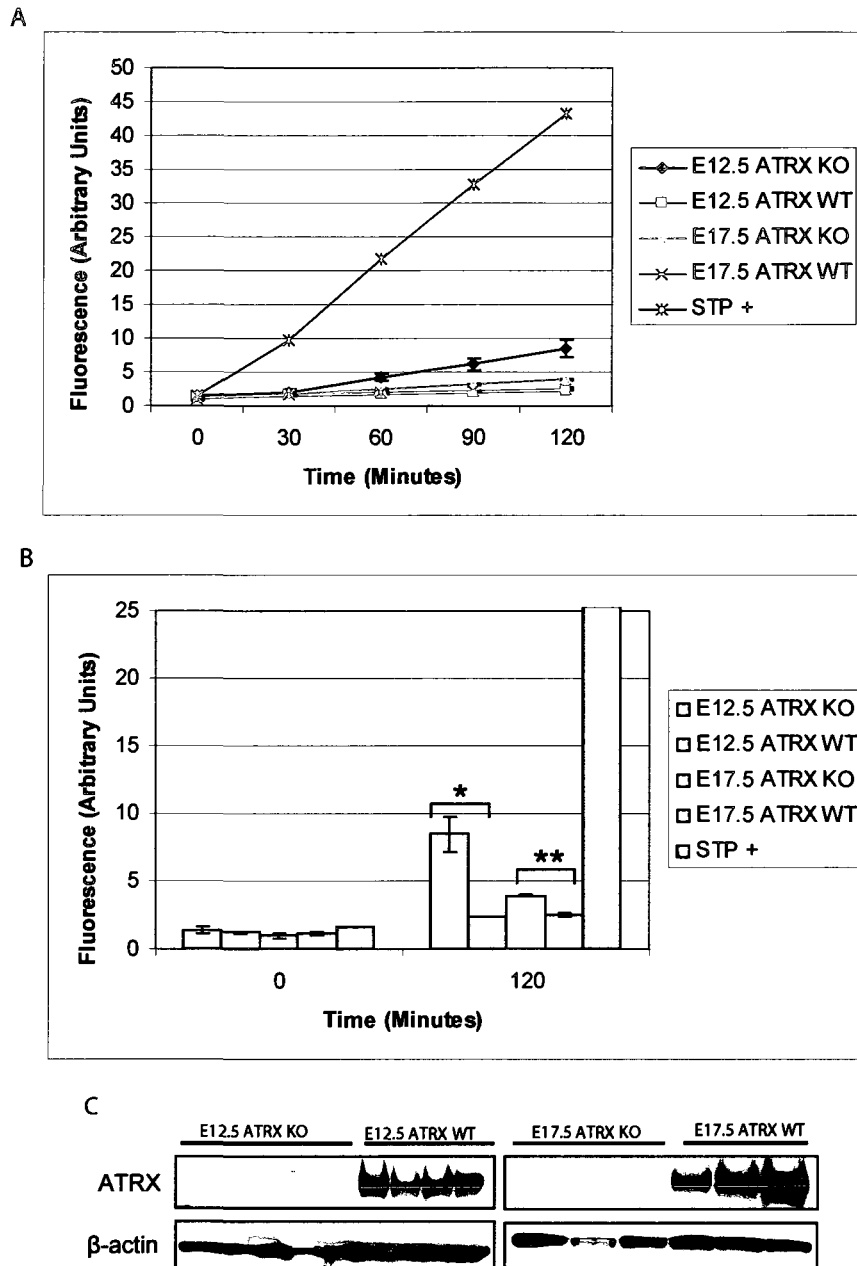 A
50
45
40
35
30
25
20
15
10
5
0
Fluorescence (Arbitrary Units)
0 30 60 90 120
Time (Minutes)
E12.5 ATRX KO
E12.5 ATRX WT
E17.5 ATRX KO
E17.5 ATRX WT
STP +
B
25
20
15
10
5
0
Fluorescence (Arbitrary Units)
*
**
0 120
Time (Minutes)
E12.5 ATRX KO
E12.5 ATRX WT
E17.5 ATRX KO
E17.5 ATRX WT
STP +
C
E12.5 ATRX KO E12.5 ATRX WT E17.5 ATRX KO E17.5 ATRX WT
ATRX
β-actin